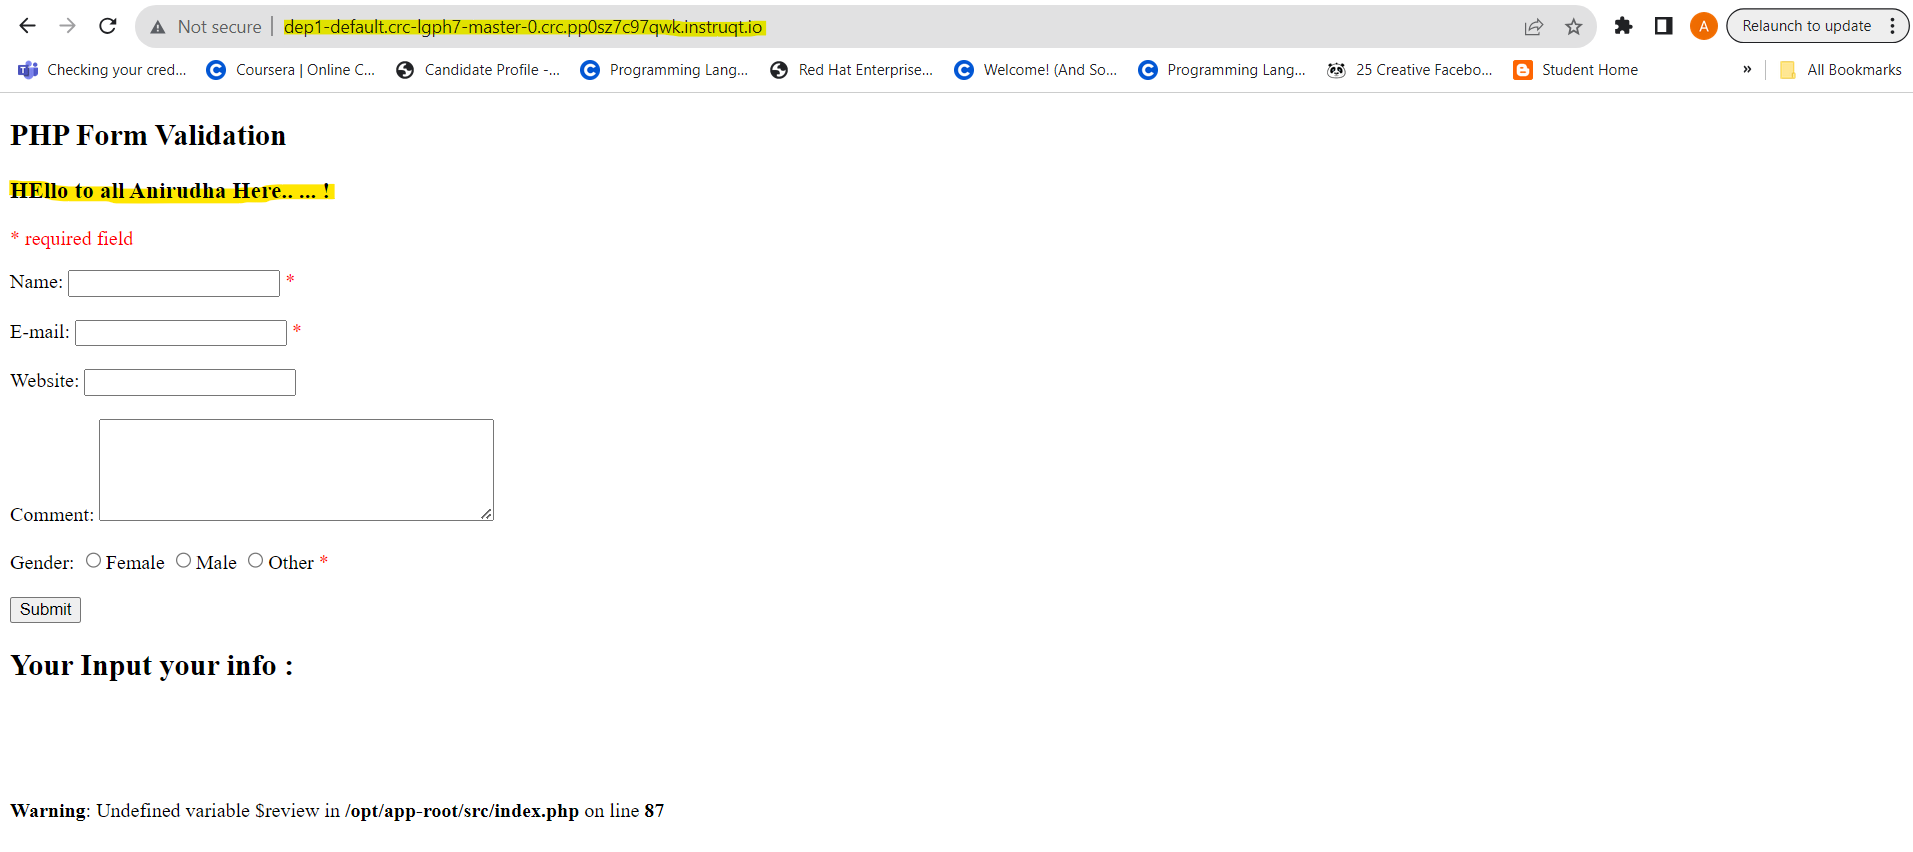 Not secure | dep1-default.crc-lgph7-master-0.crc.pp0sz7c97qwk.instruqt.io A Relaunch to update
Checking your cred... Coursera | Online C... Candidate Profile -... Programming Lang... Red Hat Enterprise... Welcome! (And So... Programming Lang... 25 Creative Facebo... Student Home » All Bookmarks
PHP Form Validation
HEllo to all Anirudha Here.. ... !
* required field
Name: *
E-mail: *
Website:
Comment:
Gender: Female Male Other *
Submit
Your Input your info :
Warning: Undefined variable $review in /opt/app-root/src/index.php on line 87